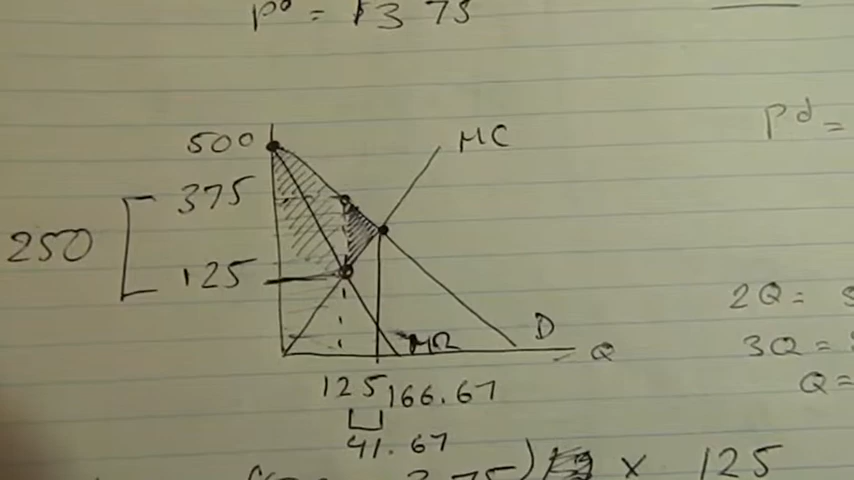 = $3 75
500
MC
pd =
375
250
125
2Q =
D
MR
Q
3Q =
125
166.67
Q =
41.67
x 125